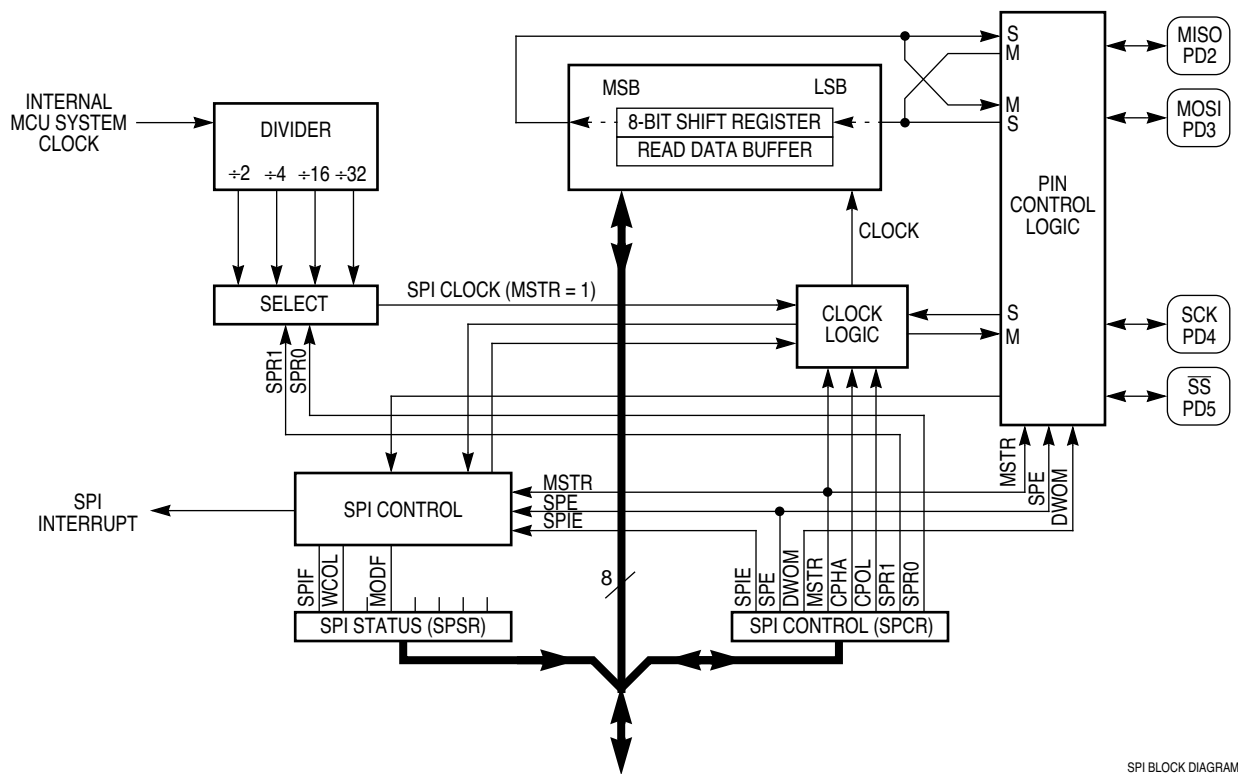 INTERNAL
MCU SYSTEM
CLOCK
DIVIDER
÷2 ÷4 ÷16 ÷32
SELECT
SPR1
SPR0
SPI CLOCK (MSTR = 1)
MSB LSB
8-BIT SHIFT REGISTER
READ DATA BUFFER
CLOCK
CLOCK
LOGIC
S
M
M
S
PIN
CONTROL
LOGIC
S
M
MISO
PD2
MOSI
PD3
SCK
PD4
SS
PD5
MSTR
SPE
DWOM
SPI
INTERRUPT
SPI CONTROL
MSTR
SPE
SPIE
SPIF
WCOL
MODF
SPI STATUS (SPSR)
8
SPIE
SPE
DWOM
MSTR
CPHA
CPOL
SPR1
SPR0
SPI CONTROL (SPCR)
SPI BLOCK DIAGRAM